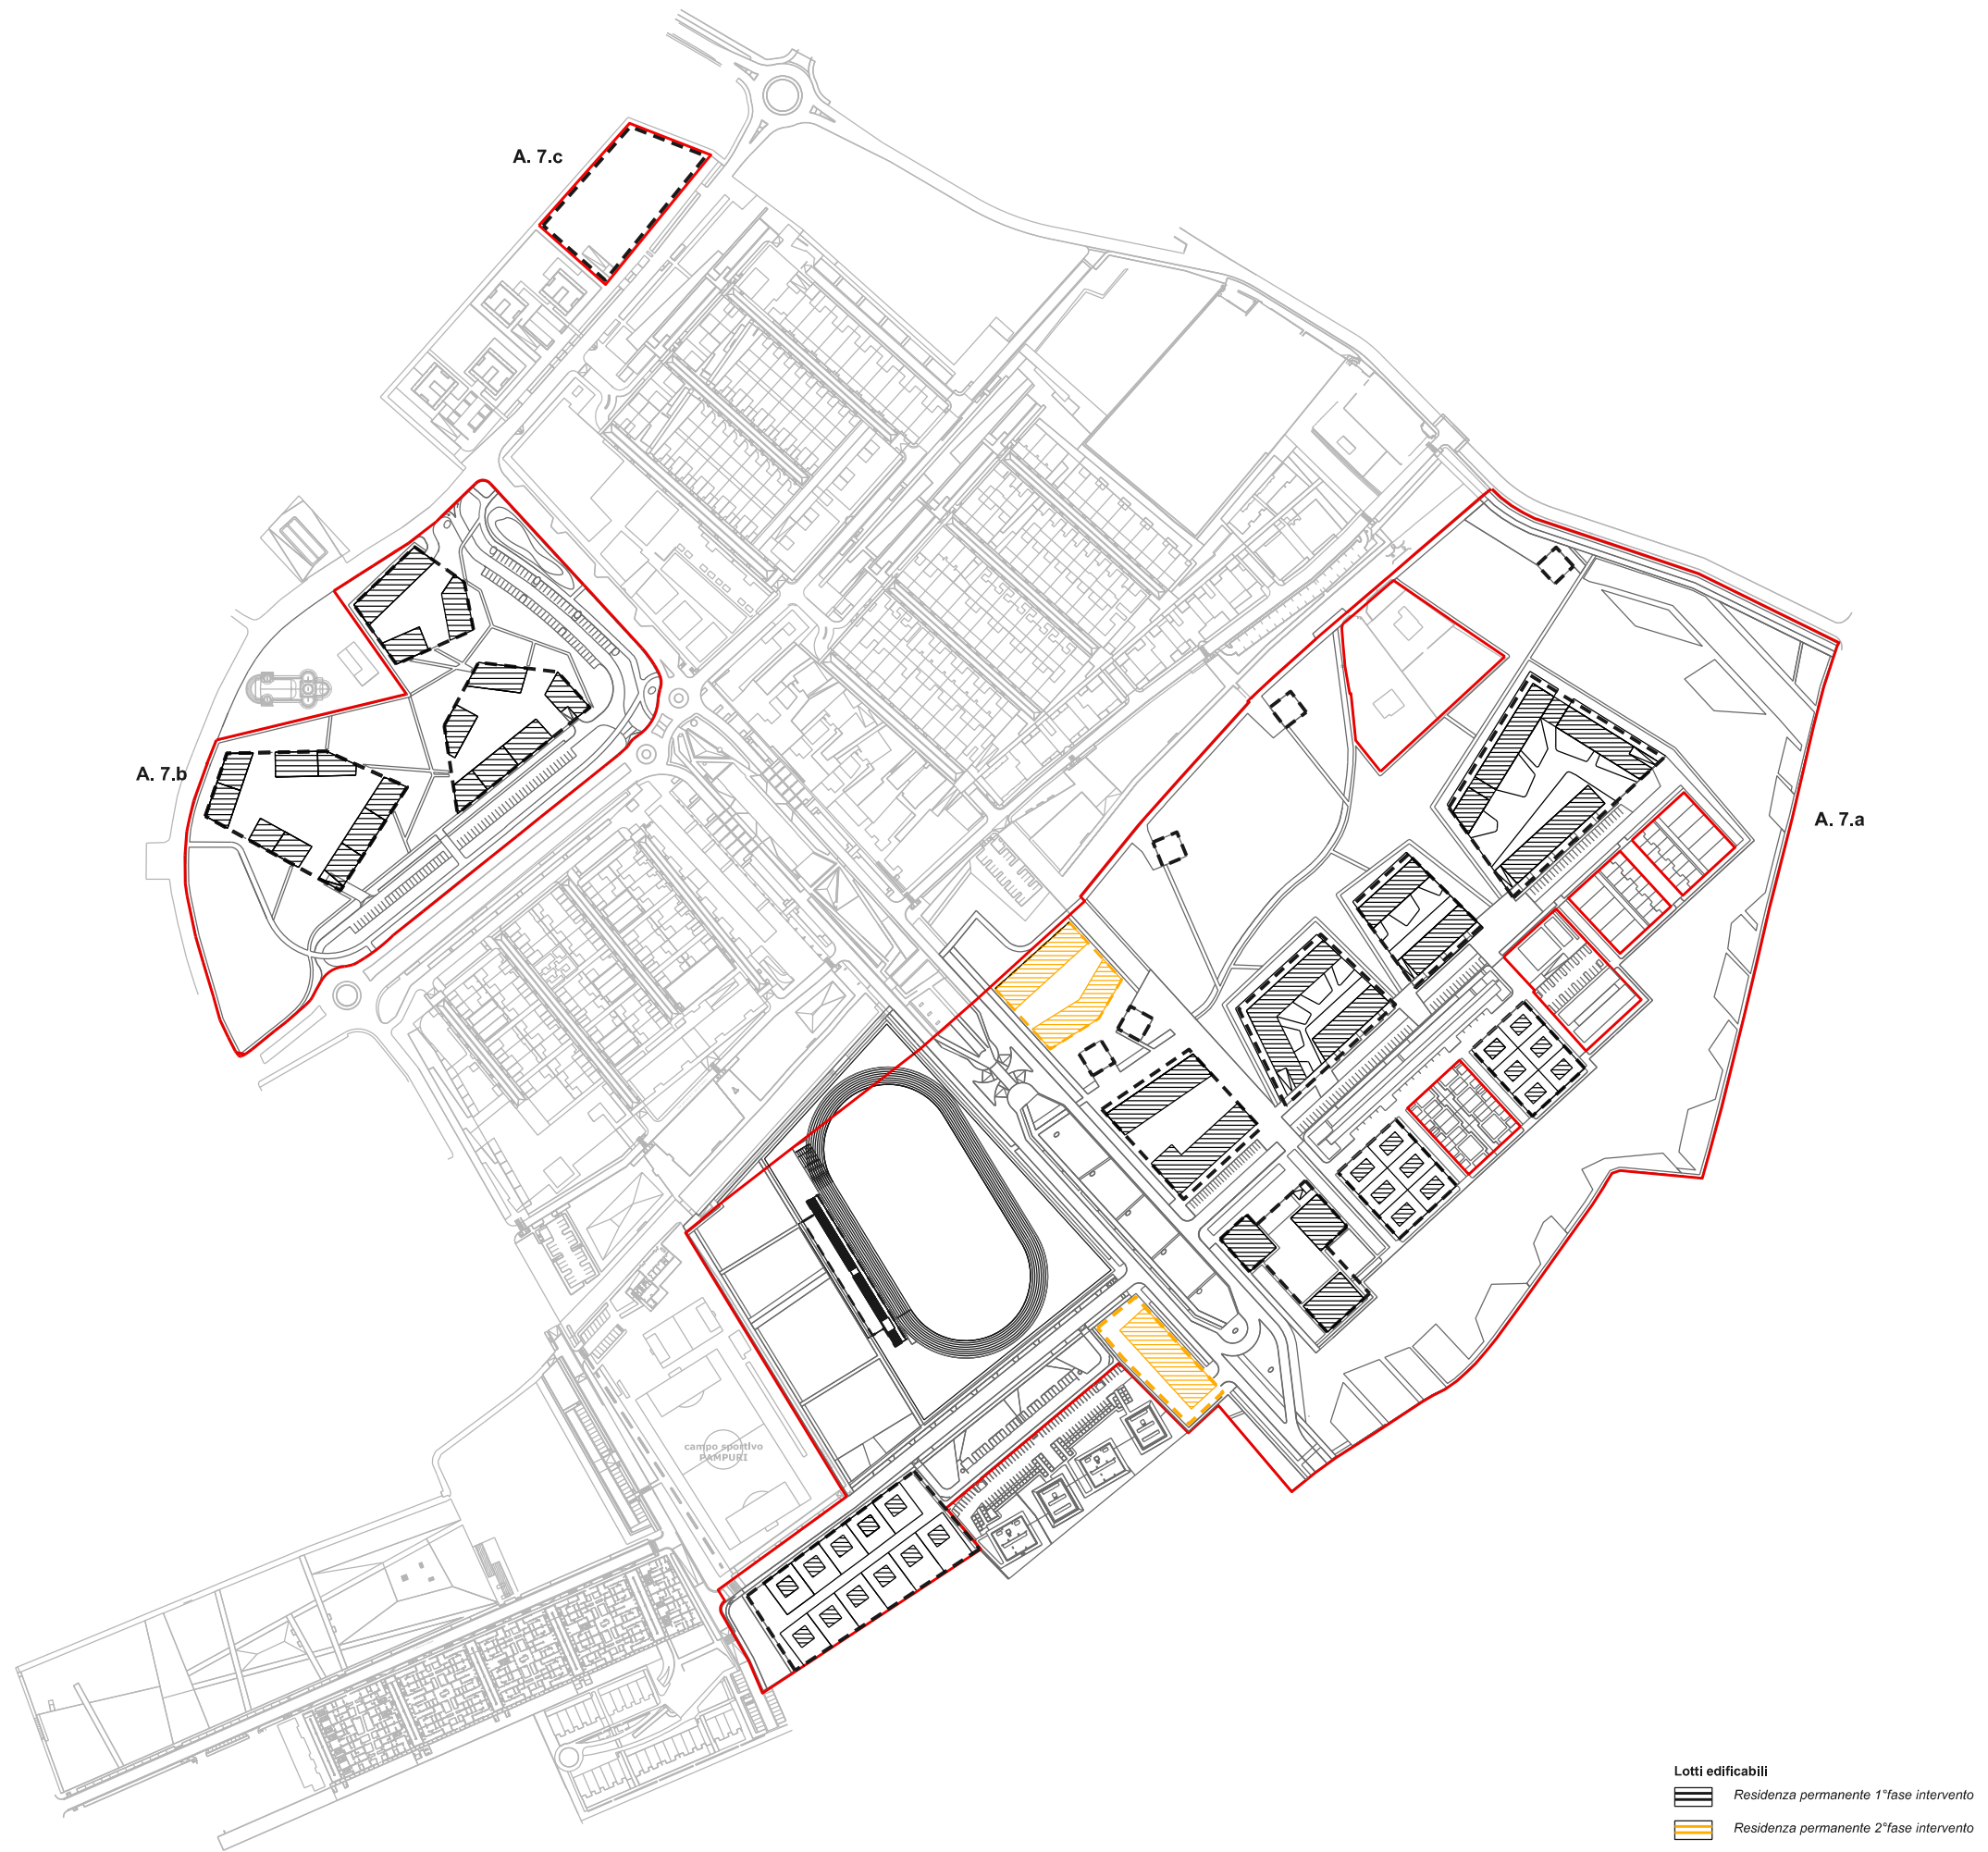 A. 7.c
A. 7.b
A. 7.a
campo sportivo
PAMPURI
Lotti edificabili
Residenza permanente 1°fase intervento
Residenza permanente 2°fase intervento